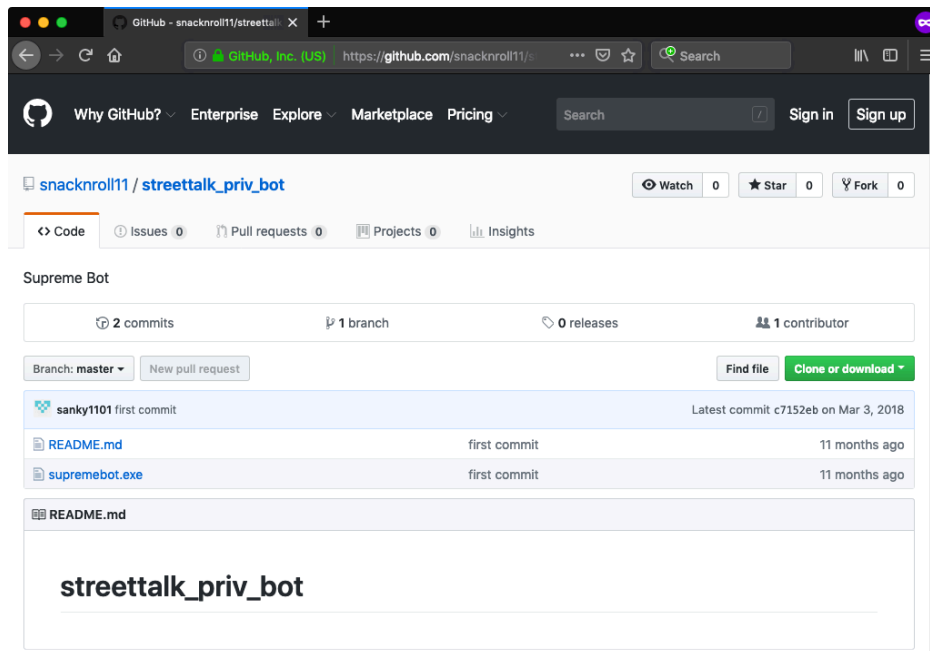 GitHub - snacknroll11/streettalk
GitHub, Inc. (US) https://github.com/snacknroll11/s Search
Why GitHub? Enterprise Explore Marketplace Pricing Search / Sign in Sign up
snacknroll11 / streettalk_priv_bot Watch 0 Star 0 Fork 0
Code Issues 0 Pull requests 0 Projects 0 Insights
Supreme Bot
2 commits 1 branch 0 releases 1 contributor
Branch: master New pull request Find file Clone or download
sanky1101 first commit Latest commit c7152eb on Mar 3, 2018
README.md first commit 11 months ago
supremebot.exe first commit 11 months ago
README.md
streettalk_priv_bot